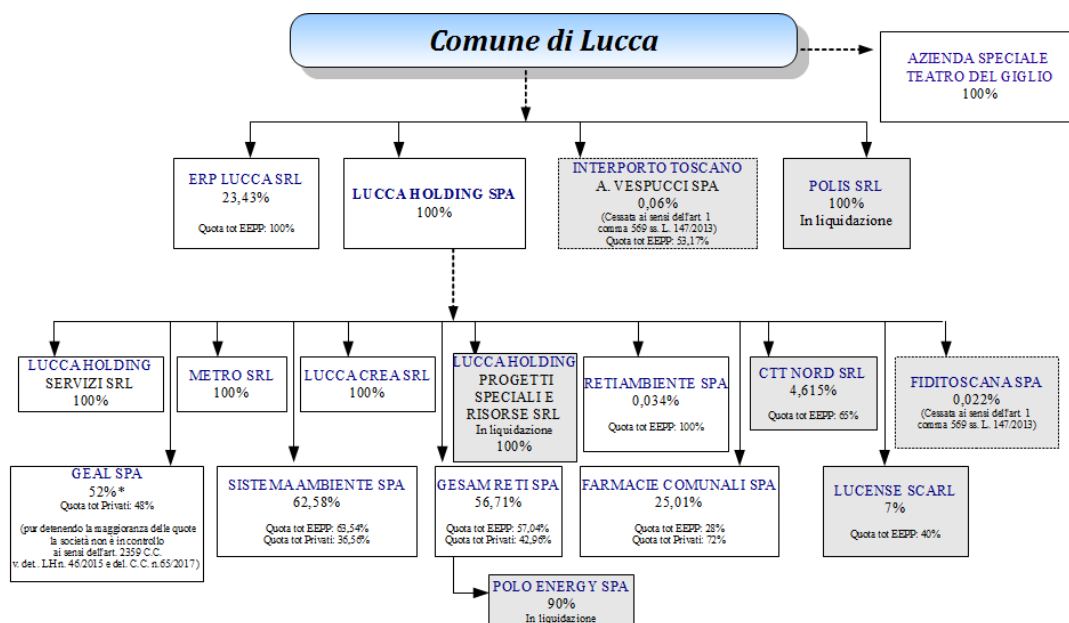 Comune di Lucca
AZIENDA SPECIALE
TEATRO DEL GIGLIO
100%
ERP LUCCA SRL
23,43%
Quota tot EEPP: 100%
LUCCA HOLDING SPA
100%
INTERPORTO TOSCANO
A. VESPUCCI SPA
0,06%
(Cessata ai sensi dell'art. 1
comma 569 ss. L. 147/2013)
Quota tot EEPP: 53,17%
POLIS SRL
100%
In liquidazione
LUCCA HOLDING
SERVIZI SRL
100%
METRO SRL
100%
LUCCA CREA SRL
100%
LUCCA HOLDING
PROGETTI
SPECIALI E
RISORSE SRL
In liquidazione
100%
RETIAMBIENTE SPA
0,034%
Quota tot EEPP: 100%
CTT NORD SRL
4,615%
Quota tot EEPP: 65%
FIDITOSCANA SPA
0,022%
(Cessata ai sensi dell'art. 1
comma 569 ss. L. 147/2013)
GEAL SPA
52% *
Quota tot Privati: 48%
(pur detenendo la maggioranza delle quote
la società non è in controllo
ai sensi dell'art. 2359 C.C.
v. det.. LH n. 46/2015 e del. C.C. n.65/2017)
SISTEMA AMBIENTE SPA
62,58%
Quota tot EEPP: 63,54%
Quota tot Privati: 36,56%
GESAM RETI SPA
56,71%
Quota tot EEPP: 57,04%
Quota tot Privati: 42,96%
FARMACIE COMUNALI SPA
25,01%
Quota tot EEPP: 28%
Quota tot Privati: 72%
LUCENSE SCARL
7%
Quota tot EEPP: 40%
POLO ENERGY SPA
90%
In liquidazione